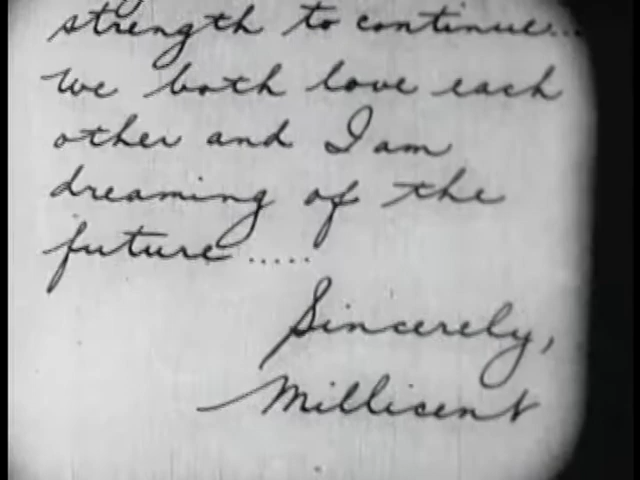 strength to continue...
We both love each
other and I am
dreaming of the
future.....
Sincerely,
Millicent